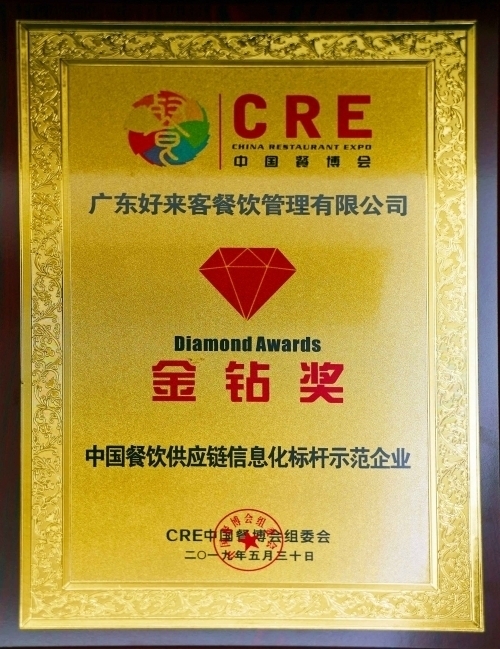 CRE
CHINA RESTAURANT EXPO
中国餐博会
广东好来客餐饮管理有限公司
Diamond Awards
金钻奖
中国餐饮供应链信息化标杆示范企业
CRE中国餐博会组委会
二〇一九年五月三十日